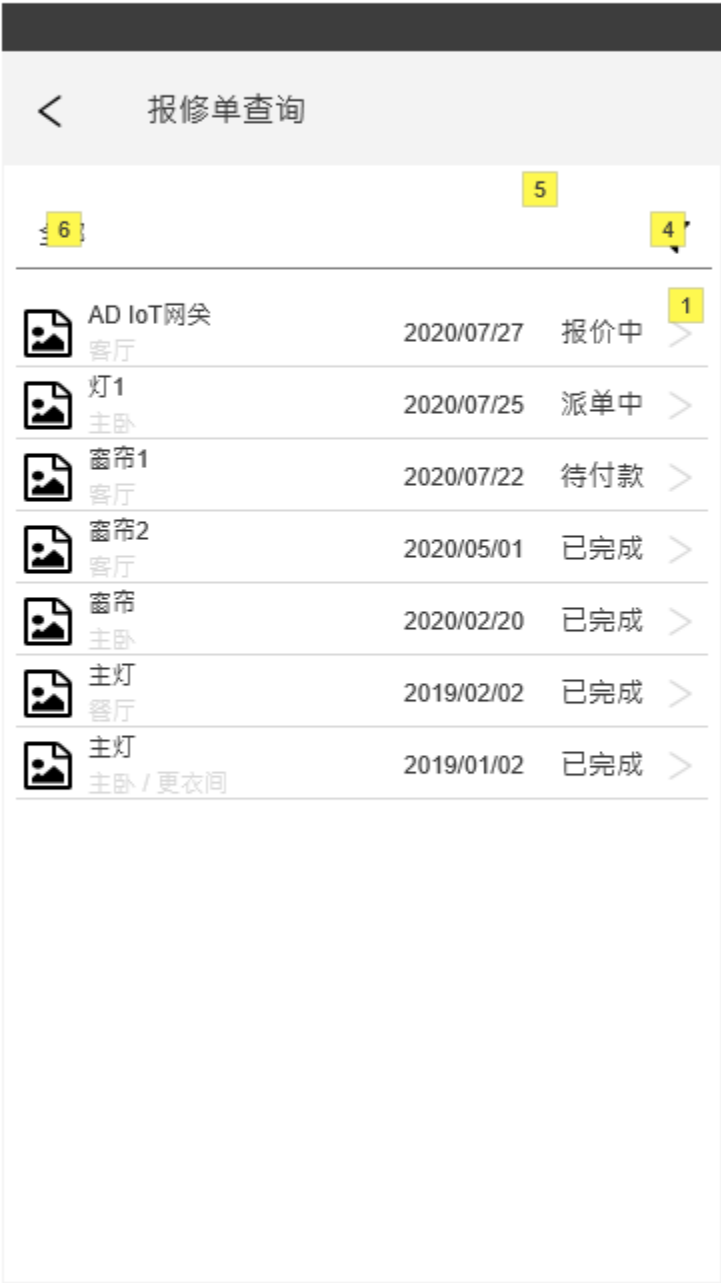 报修单查询
5
6
4
1
AD IoT网关
客厅
2020/07/27 报价中
灯1
主卧
2020/07/25 派单中
窗帘1
客厅
2020/07/22 待付款
窗帘2
客厅
2020/05/01 已完成
窗帘
主卧
2020/02/20 已完成
主灯
餐厅
2019/02/02 已完成
主灯
主卧 / 更衣间
2019/01/02 已完成